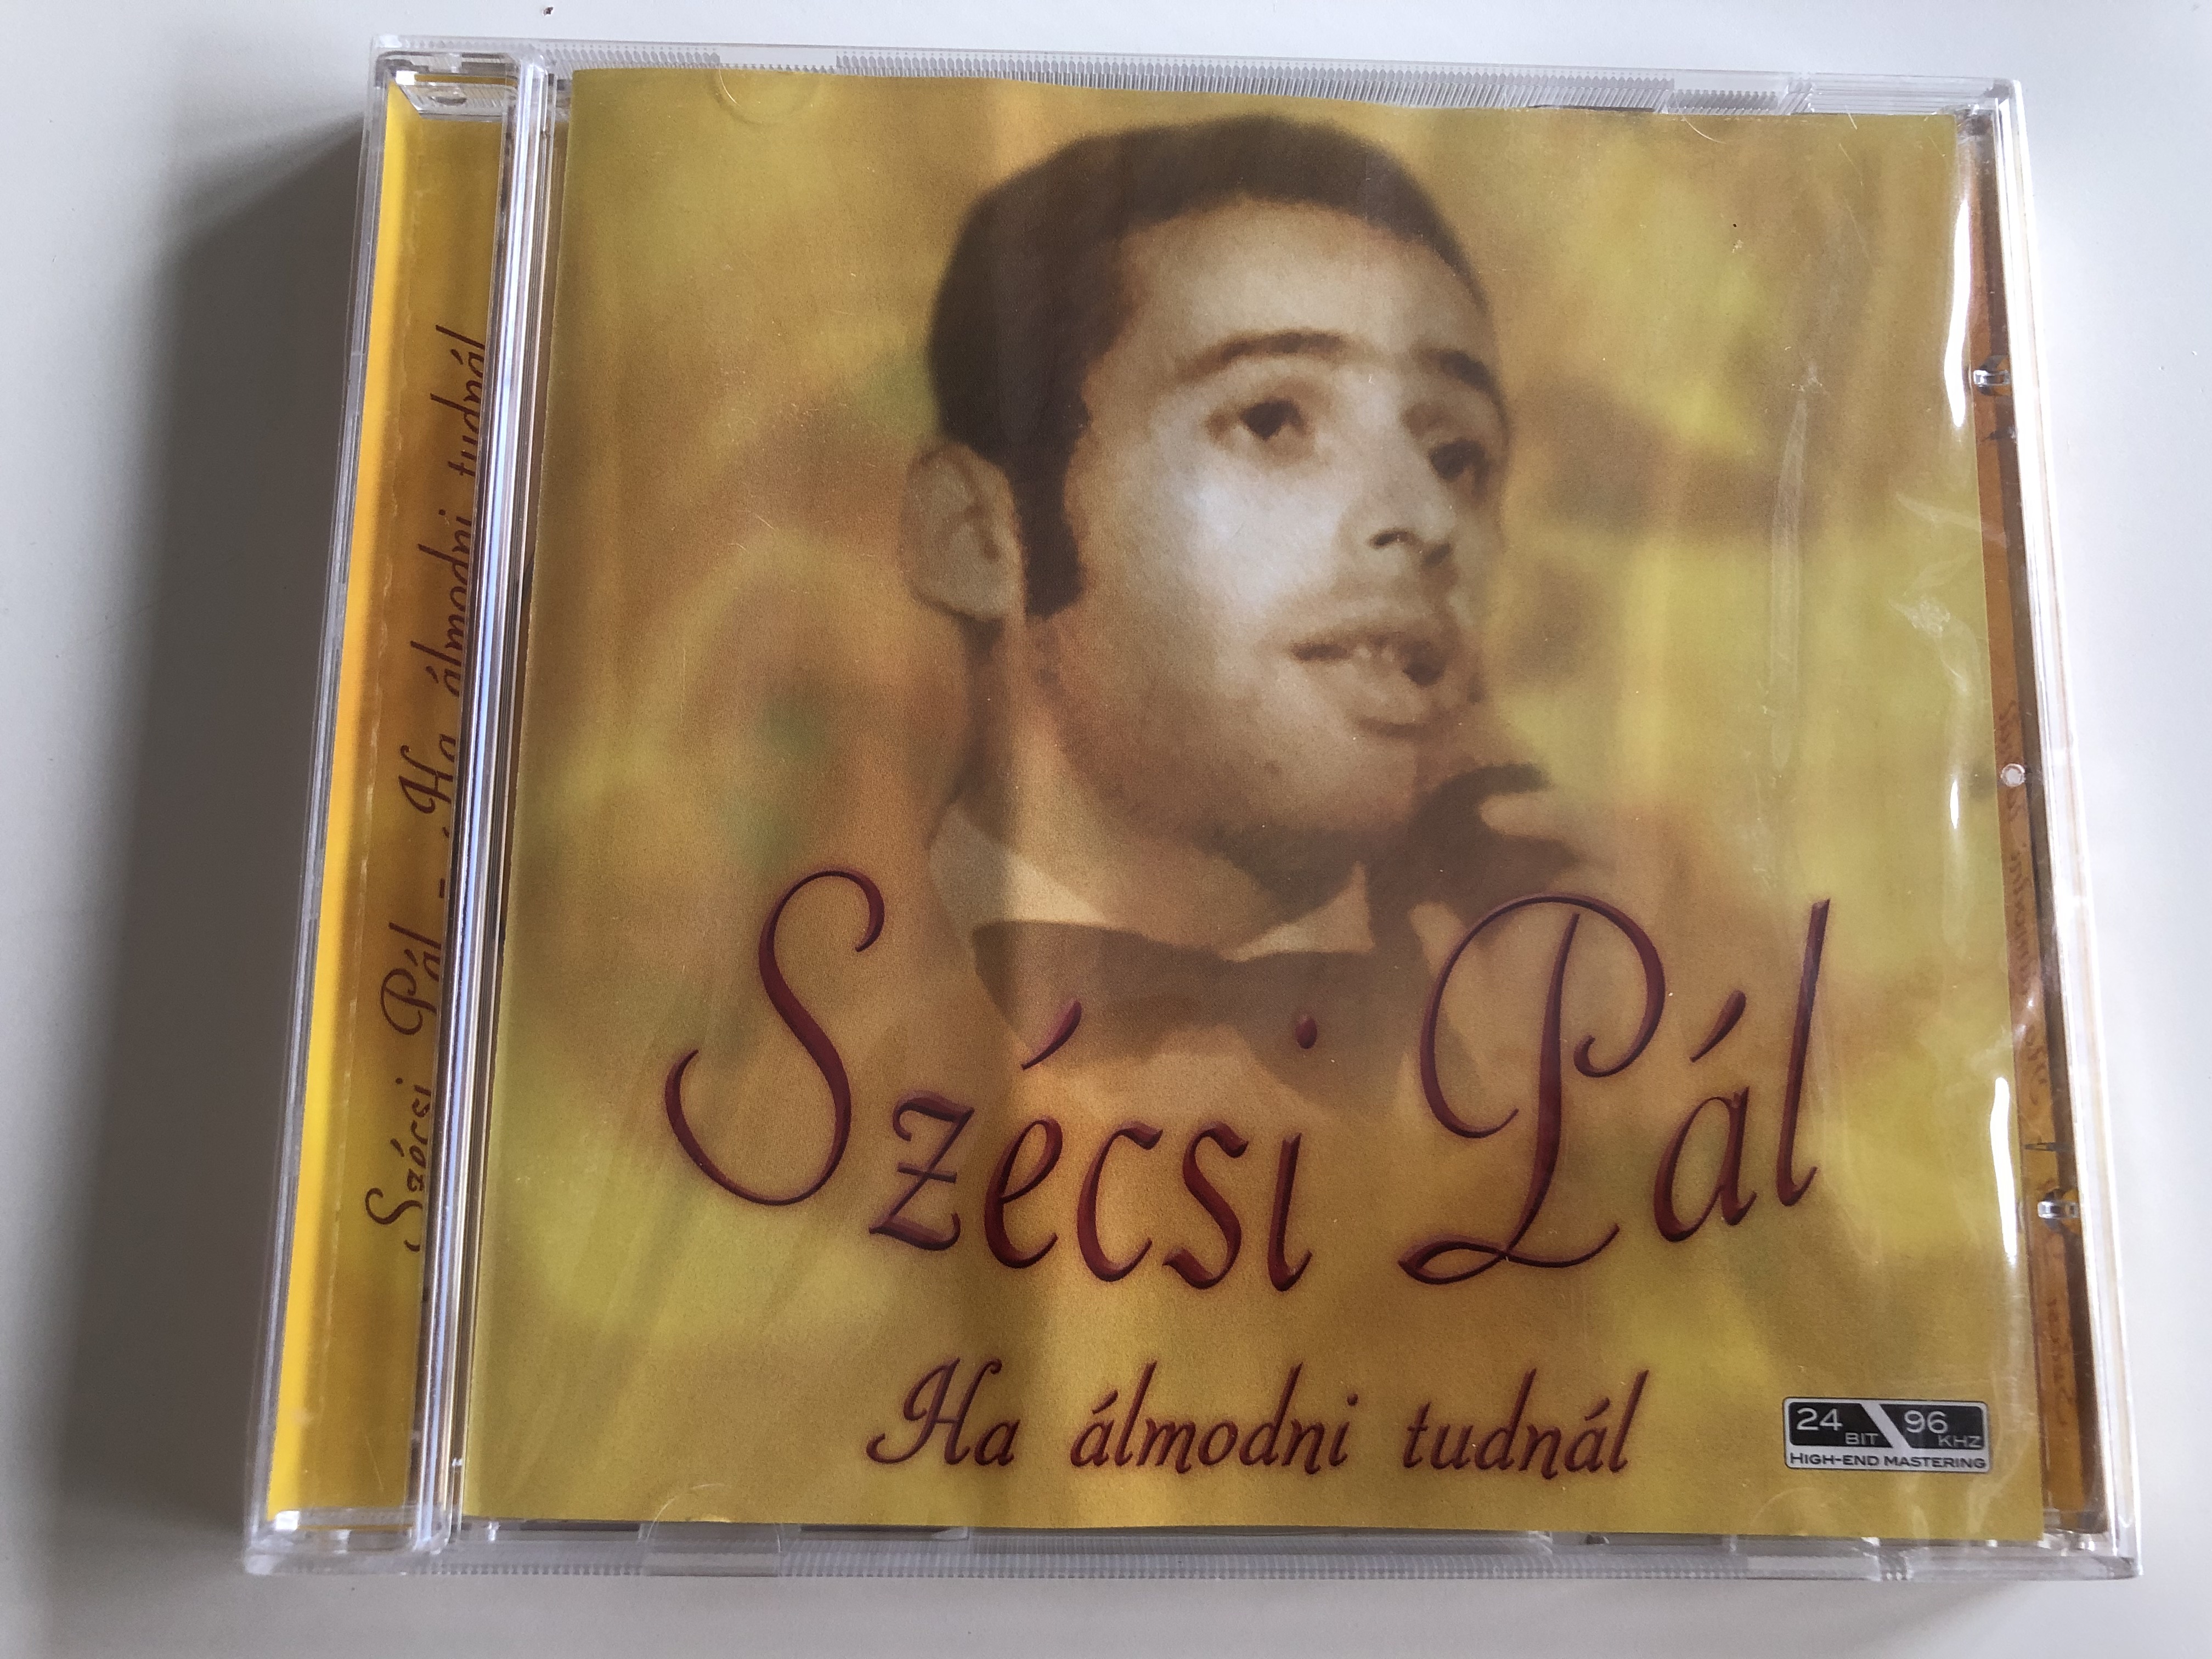 Szécsi Pál - Ha álmodni tudnál
Szécsi Pál
Ha álmodni tudnál
24 BIT 96 KHZ
HIGH-END MASTERING